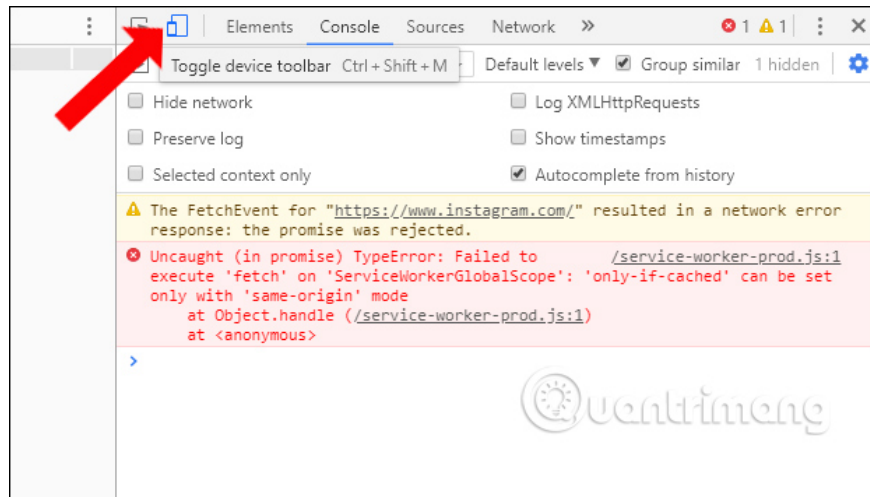 Elements Console Sources Network » 1 1
Toggle device toolbar Ctrl + Shift + M Default levels ▼ Group similar 1 hidden
Hide network Log XMLHttpRequests
Preserve log Show timestamps
Selected context only Autocomplete from history
The FetchEvent for "https://www.instagram.com/" resulted in a network error
response: the promise was rejected.
Uncaught (in promise) TypeError: Failed to /service-worker-prod.js:1
execute 'fetch' on 'ServiceWorkerGlobalScope': 'only-if-cached' can be set
only with 'same-origin' mode
at Object.handle (/service-worker-prod.js:1)
at <anonymous>
>
Quantrimang